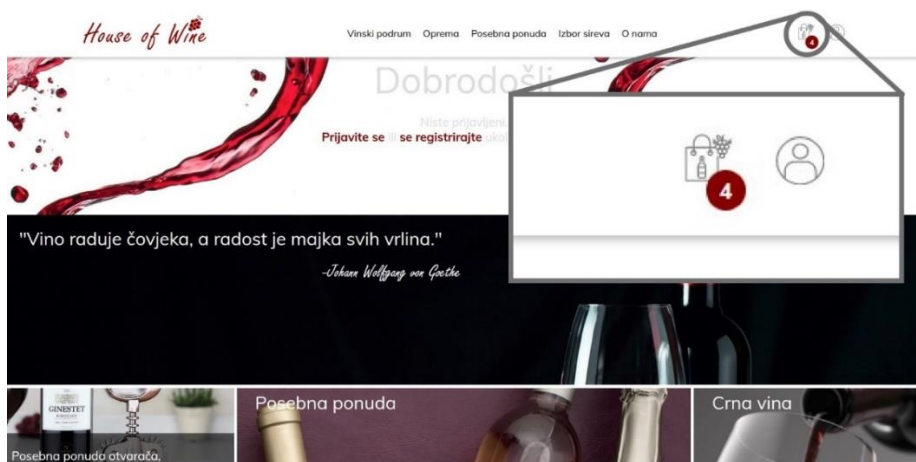 House of Wine
Vinski podrum Oprema Posebna ponuda Izbor sireva O nama
4
Dobrodošli
Niste prijavljeni.
Prijavite se ili se registrirajte
4
"Vino raduje čovjeka, a radost je majka svih vrlina."
-Johann Wolfgang von Goethe
GINESTET
Posebna ponuda otvarača,
Posebna ponuda
Crna vina